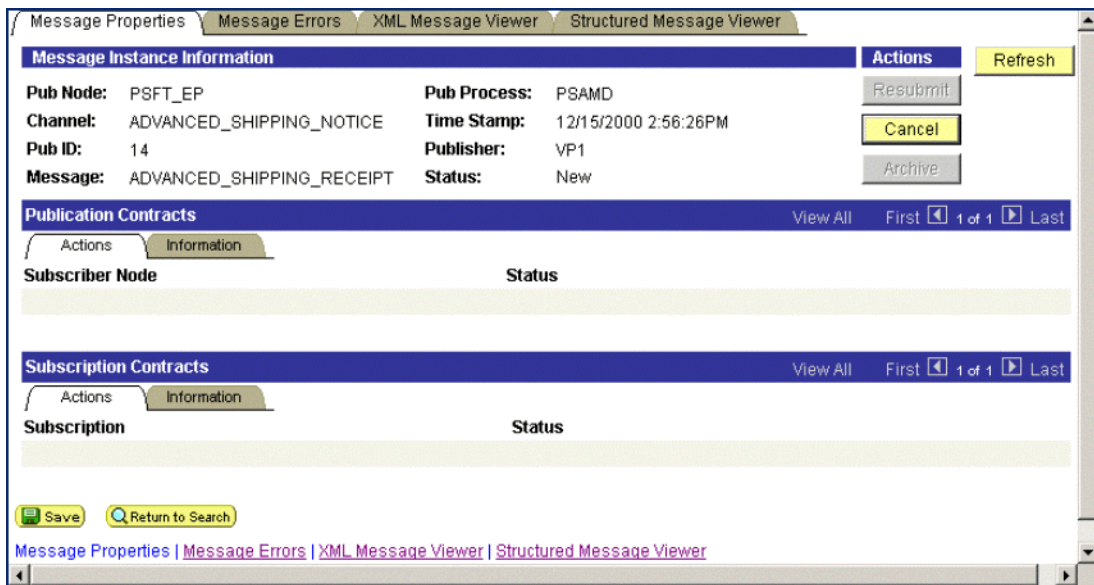 Message Properties Message Errors XML Message Viewer Structured Message Viewer
Message Instance Information Actions Refresh
Pub Node: PSFT_EP Pub Process: PSAMD Resubmit
Channel: ADVANCED_SHIPPING_NOTICE Time Stamp: 12/15/2000 2:56:26PM Cancel
Pub ID: 14 Publisher: VP1
Message: ADVANCED_SHIPPING_RECEIPT Status: New Archive
Publication Contracts View All First 1 of 1 Last
Actions Information
Subscriber Node Status
Subscription Contracts View All First 1 of 1 Last
Actions Information
Subscription Status
Save Return to Search
Message Properties | Message Errors | XML Message Viewer | Structured Message Viewer